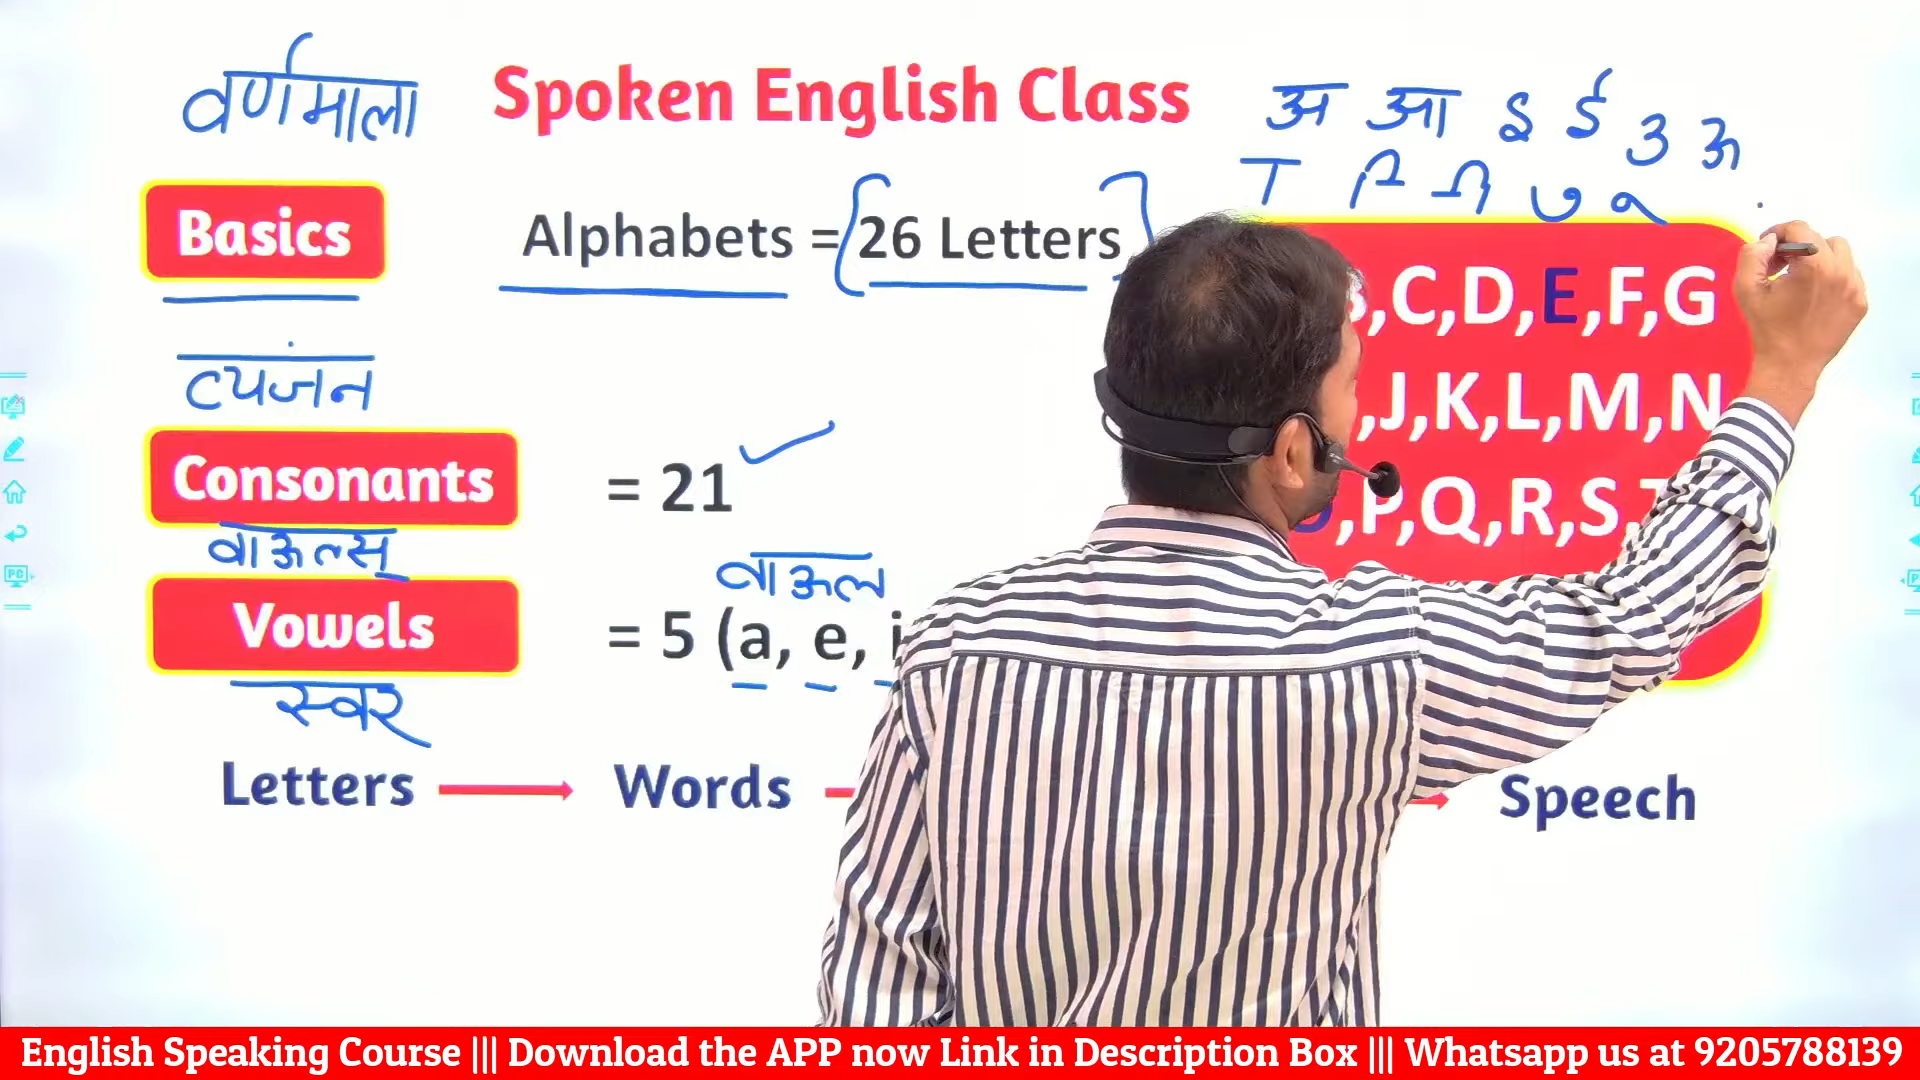 वर्णमाला
Spoken English Class
अ आ इ ई उ ऊ
ा ि ी ु ू
Basics
Alphabets = 26 Letters
C,D,E,F,G
व्यंजन
J,K,L,M,N
Consonants = 21
P,Q,R,S,
वाऊल्स्
वाऊल
Vowels = 5 (a, e, i
स्वर
Letters Words Speech
English Speaking Course ||| Download the APP now Link in Description Box ||| Whatsapp us at 9205788139